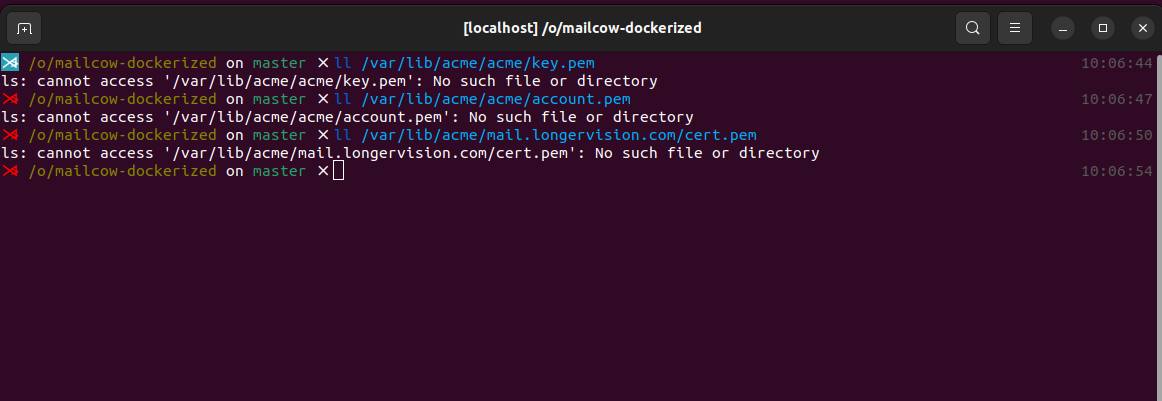 [localhost] /o/mailcow-dockerized
/o/mailcow-dockerized on master ✕ ll /var/lib/acme/acme/key.pem 10:06:44
ls: cannot access '/var/lib/acme/acme/key.pem': No such file or directory
/o/mailcow-dockerized on master ✕ ll /var/lib/acme/acme/account.pem 10:06:47
ls: cannot access '/var/lib/acme/acme/account.pem': No such file or directory
/o/mailcow-dockerized on master ✕ ll /var/lib/acme/mail.longervision.com/cert.pem 10:06:50
ls: cannot access '/var/lib/acme/mail.longervision.com/cert.pem': No such file or directory
/o/mailcow-dockerized on master ✕ 10:06:54